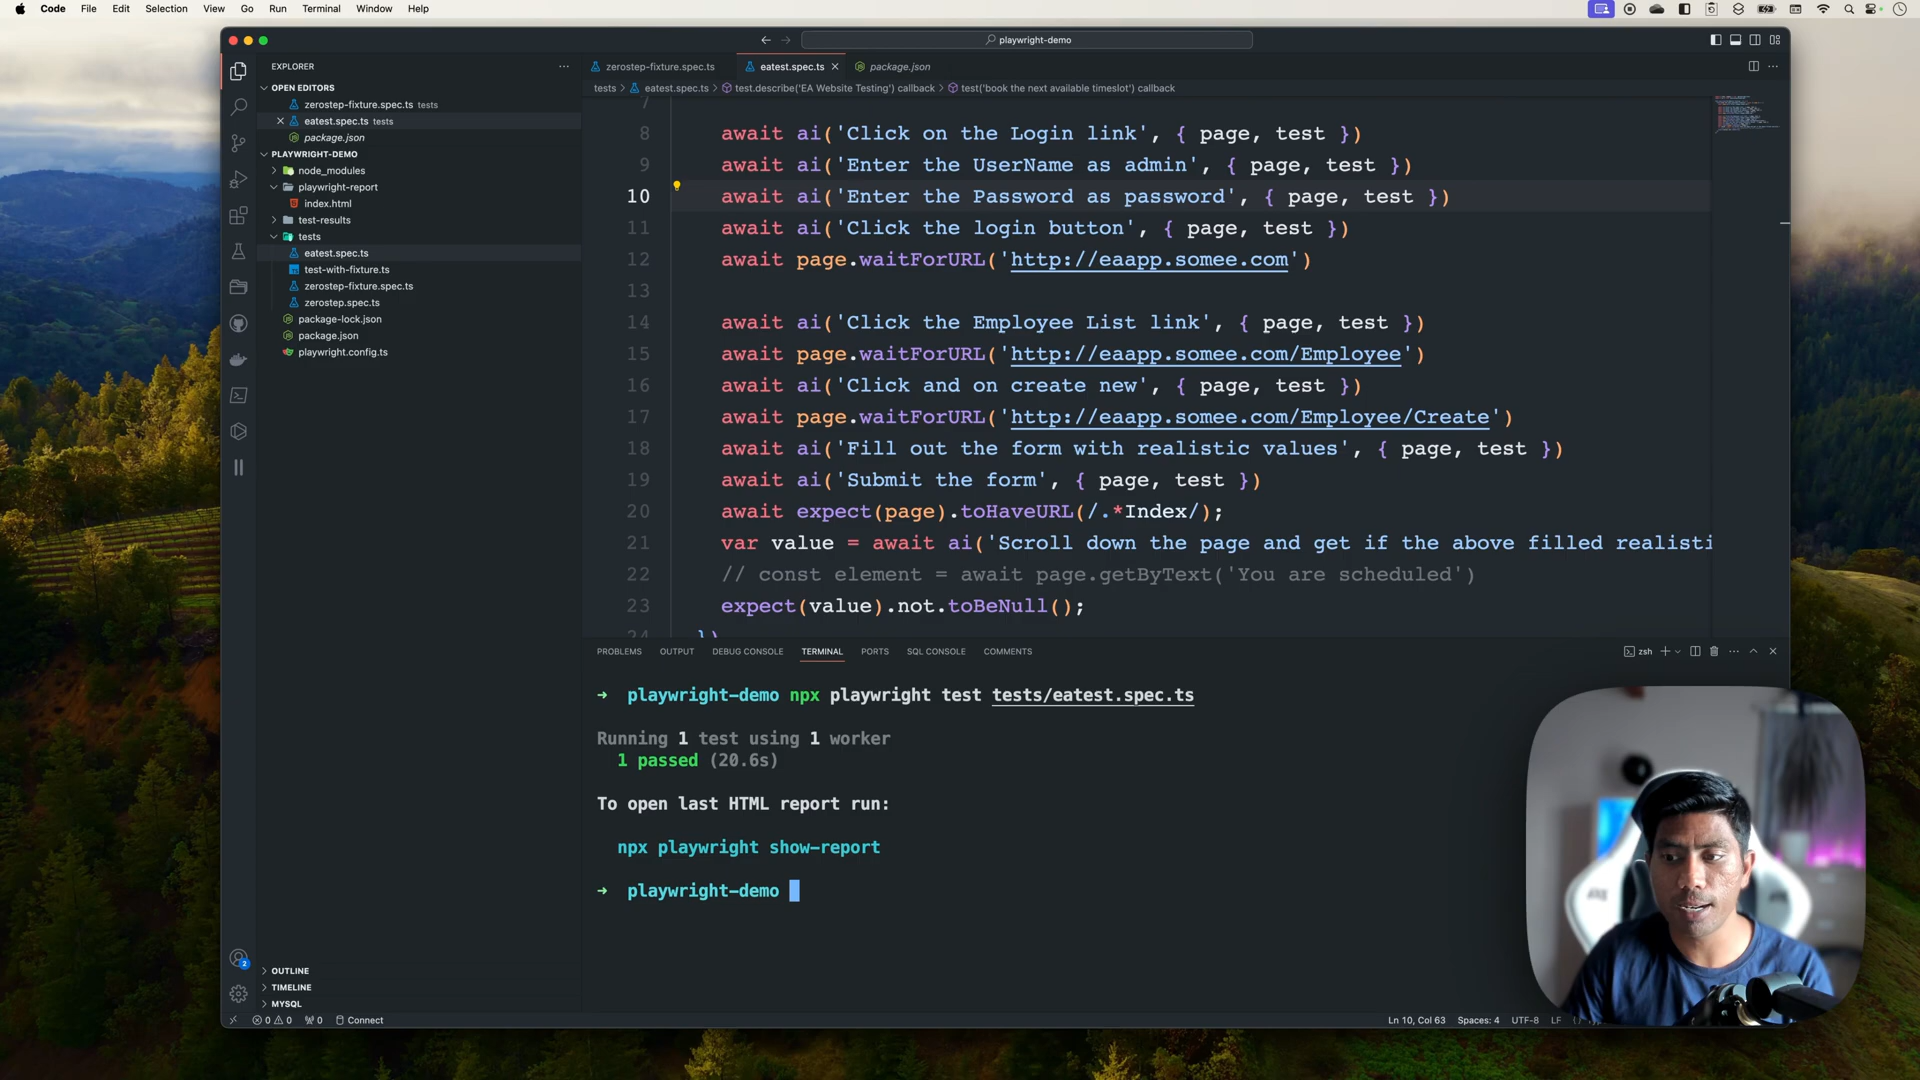 Code File Edit Selection View Go Run Terminal Window Help
playwright-demo
EXPLORER
OPEN EDITORS
zerostep-fixture.spec.ts tests
eatest.spec.ts tests
package.json
PLAYWRIGHT-DEMO
node_modules
playwright-report
index.html
test-results
tests
eatest.spec.ts
test-with-fixture.ts
zerostep-fixture.spec.ts
zerostep.spec.ts
package-lock.json
package.json
playwright.config.ts
OUTLINE
TIMELINE
MYSQL
zerostep-fixture.spec.ts eatest.spec.ts package.json
tests > eatest.spec.ts > test.describe('EA Website Testing') callback > test('book the next available timeslot') callback
7
8 await ai('Click on the Login link', { page, test })
9 await ai('Enter the UserName as admin', { page, test })
10 await ai('Enter the Password as password', { page, test })
11 await ai('Click the login button', { page, test })
12 await page.waitForURL('http://eaapp.somee.com')
13
14 await ai('Click the Employee List link', { page, test })
15 await page.waitForURL('http://eaapp.somee.com/Employee')
16 await ai('Click and on create new', { page, test })
17 await page.waitForURL('http://eaapp.somee.com/Employee/Create')
18 await ai('Fill out the form with realistic values', { page, test })
19 await ai('Submit the form', { page, test })
20 await expect(page).toHaveURL(/.*Index/);
21 var value = await ai('Scroll down the page and get if the above filled realisti
22 // const element = await page.getByText('You are scheduled')
23 expect(value).not.toBeNull();
24 })
PROBLEMS OUTPUT DEBUG CONSOLE TERMINAL PORTS SQL CONSOLE COMMENTS
zsh
→ playwright-demo npx playwright test tests/eatest.spec.ts
Running 1 test using 1 worker
1 passed (20.6s)
To open last HTML report run:
npx playwright show-report
→ playwright-demo
2
0 0 0 Connect
Ln 10, Col 63 Spaces: 4 UTF-8 LF